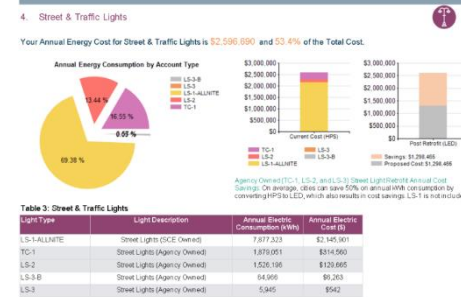 4. Street & Traffic Lights
Your Annual Energy Cost for Street & Traffic Lights is $2,596,690 and 53.4% of the Total Cost.
Annual Energy Consumption by Account Type
LS-3-B
LS-3
LS-1-ALLNITE
LS-2
TC-1
13.44 %
16.55 %
0.05 %
69.38 %
$3,000,000
$2,500,000
$2,000,000
$1,500,000
$1,000,000
$500,000
$0
Current Cost (HPS)
TC-1
LS-3
LS-2
LS-3-B
LS-1-ALLNITE
$3,000,000
$2,500,000
$2,000,000
$1,500,000
$1,000,000
$500,000
$0
Post Retrofit (LED)
Savings:
Proposed Cost:
Agency Owned (TC-1, LS-2, and LS-3) Street Light Retrofit Annual Cost
Savings: On average, cities can save 50% on annual kWh consumption by
converting HPS to LED, which also results in cost savings. LS-1 is not include
Table 3: Street & Traffic Lights
Light Type Light Description Annual Electric Consumption (kWh) Annual Electric Cost ($)
LS-1-ALLNITE Street Lights (SCE Owned) 7,877,323 $2,145,901
TC-1 Street Lights (Agency Owned) 1,879,051 $314,560
LS-2 Street Lights (Agency Owned) 1,526,196 $129,665
LS-3-B Street Lights (Agency Owned) 64,966 $6,263
LS-3 Street Lights (Agency Owned) 5,945 $542